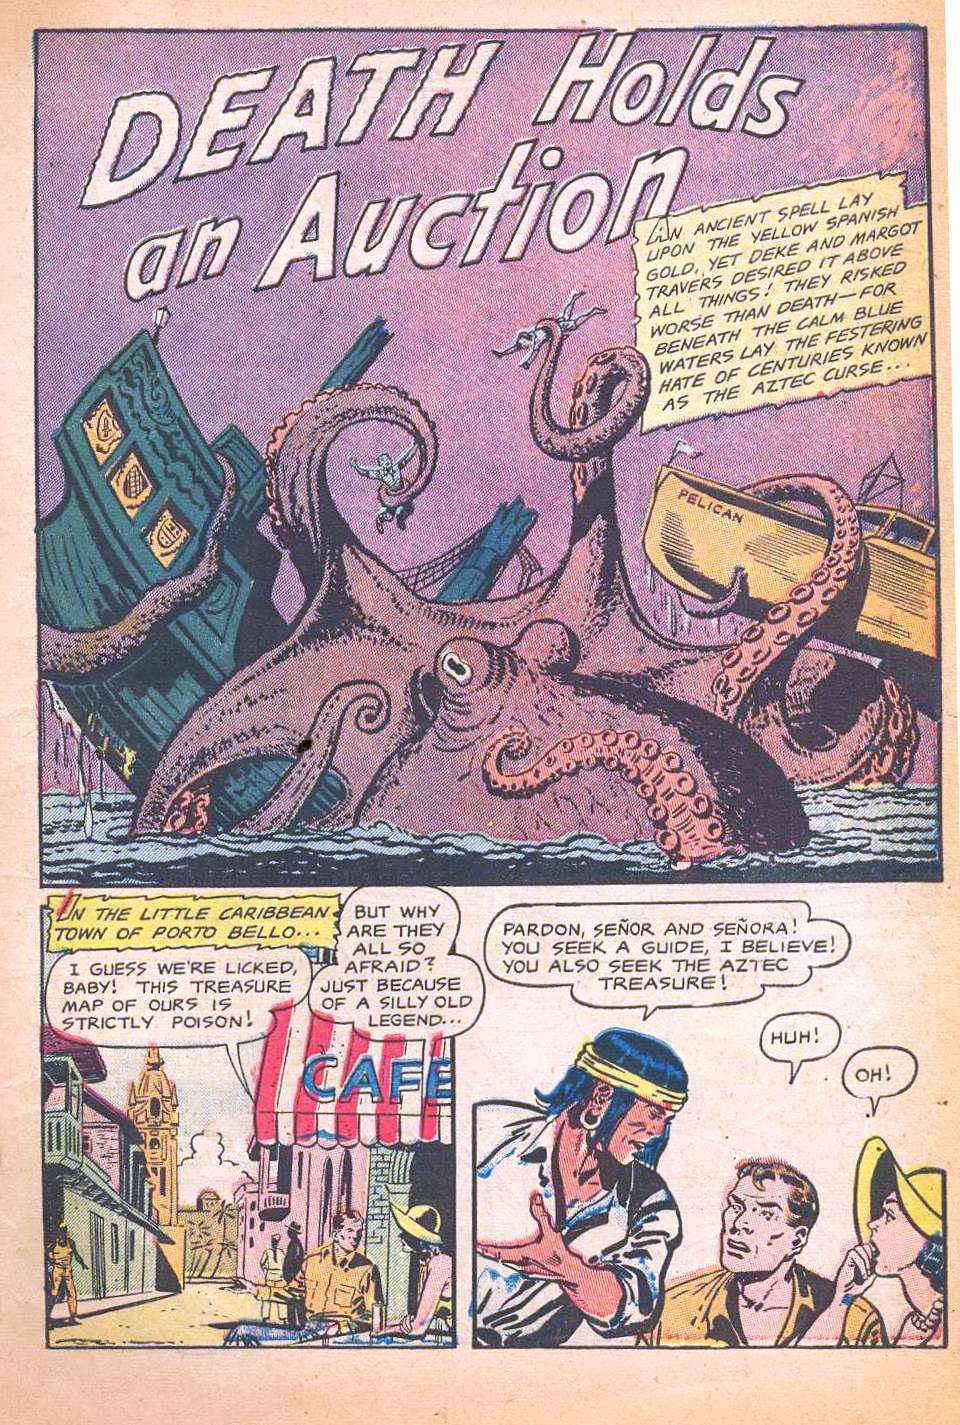 DEATH Holds
an Auction
AN ANCIENT SPELL LAY
UPON THE YELLOW SPANISH
GOLD, YET DEKE AND MARGOT
TRAVERS DESIRED IT ABOVE
ALL THINGS! THEY RISKED
WORSE THAN DEATH—FOR
BENEATH THE CALM BLUE
WATERS LAY THE FESTERING
HATE OF CENTURIES KNOWN
AS THE AZTEC CURSE...
PELICAN
IN THE LITTLE CARIBBEAN
TOWN OF PORTO BELLO...
I GUESS WE'RE LICKED,
BABY! THIS TREASURE
MAP OF OURS IS
STRICTLY POISON!
BUT WHY
ARE THEY
ALL SO
AFRAID?
JUST BECAUSE
OF A SILLY OLD
LEGEND...
CAFE
PARDON, SEÑOR AND SEÑORA!
YOU SEEK A GUIDE, I BELIEVE!
YOU ALSO SEEK THE AZTEC
TREASURE!
HUH!
OH!